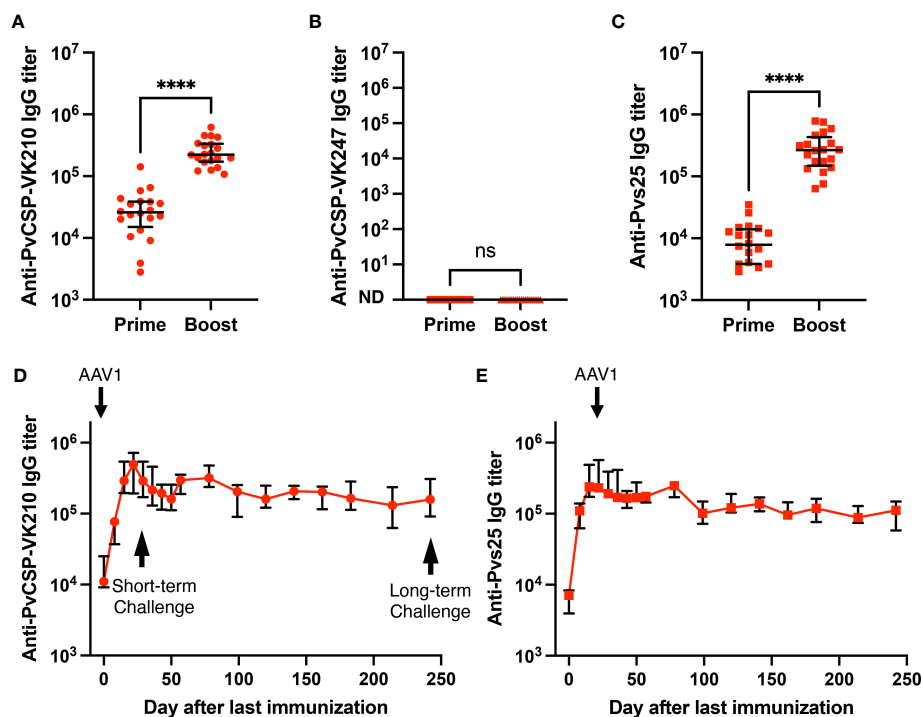 A
Anti-PvCSP-VK210 IgG titer
10⁷
10⁶
10⁵
10⁴
10³
****
Prime Boost
B
Anti-PvCSP-VK247 IgG titer
10⁷
10⁶
10⁵
10⁴
10³
10²
10¹
ND
ns
Prime Boost
C
Anti-Pvs25 IgG titer
10⁷
10⁶
10⁵
10⁴
10³
****
Prime Boost
D
AAV1
Anti-PvCSP-VK210 IgG titer
10⁶
10⁵
10⁴
10³
Short-term
Challenge
Long-term
Challenge
0 50 100 150 200 250
Day after last immunization
E
AAV1
Anti-Pvs25 IgG titer
10⁶
10⁵
10⁴
10³
0 50 100 150 200 250
Day after last immunization